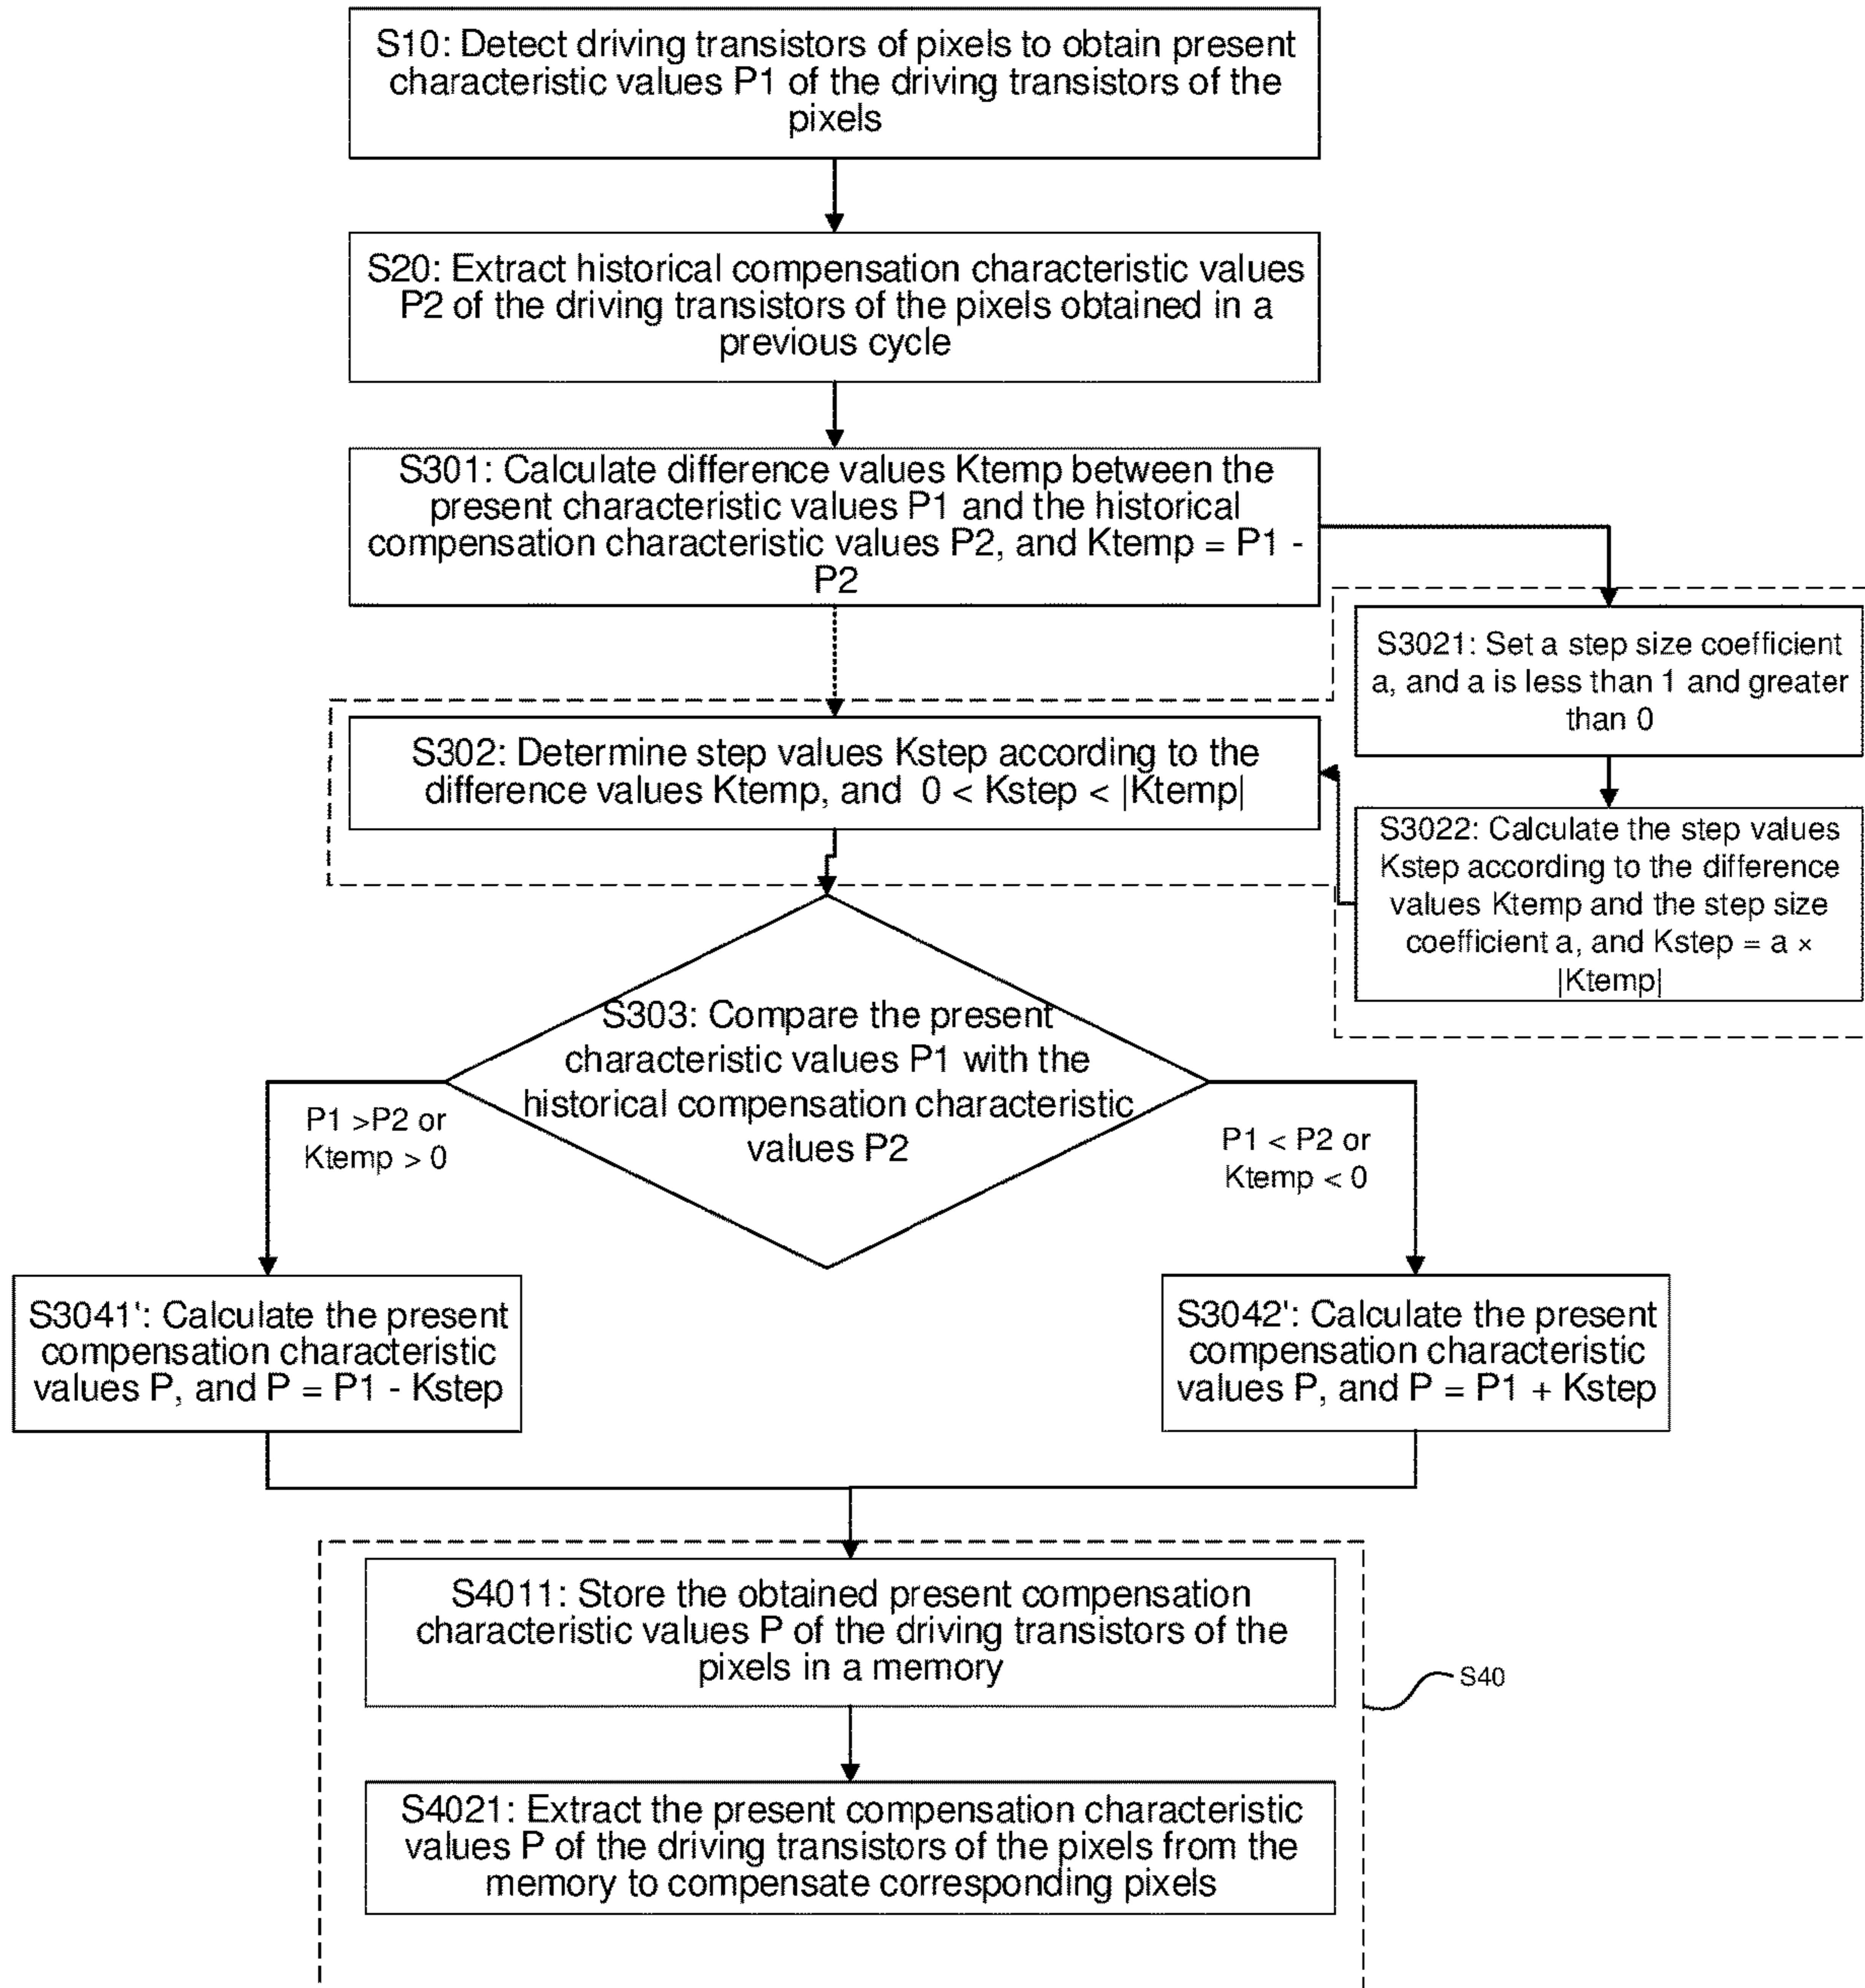 S10: Detect driving transistors of pixels to obtain present
characteristic values P1 of the driving transistors of the
pixels
S20: Extract historical compensation characteristic values
P2 of the driving transistors of the pixels obtained in a
previous cycle
S301: Calculate difference values Ktemp between the
present characteristic values P1 and the historical
compensation characteristic values P2, and Ktemp = P1 -
P2
S3021: Set a step size coefficient
a, and a is less than 1 and greater
than 0
S302: Determine step values Kstep according to the
difference values Ktemp, and 0 < Kstep < |Ktemp|
S3022: Calculate the step values
Kstep according to the difference
values Ktemp and the step size
coefficient a, and Kstep = a ×
|Ktemp|
S303: Compare the present
characteristic values P1 with the
historical compensation characteristic
values P2
P1 >P2 or
Ktemp > 0
P1 < P2 or
Ktemp < 0
S3041': Calculate the present
compensation characteristic
values P, and P = P1 - Kstep
S3042': Calculate the present
compensation characteristic
values P, and P = P1 + Kstep
S4011: Store the obtained present compensation
characteristic values P of the driving transistors of the
pixels in a memory
S40
S4021: Extract the present compensation characteristic
values P of the driving transistors of the pixels from the
memory to compensate corresponding pixels